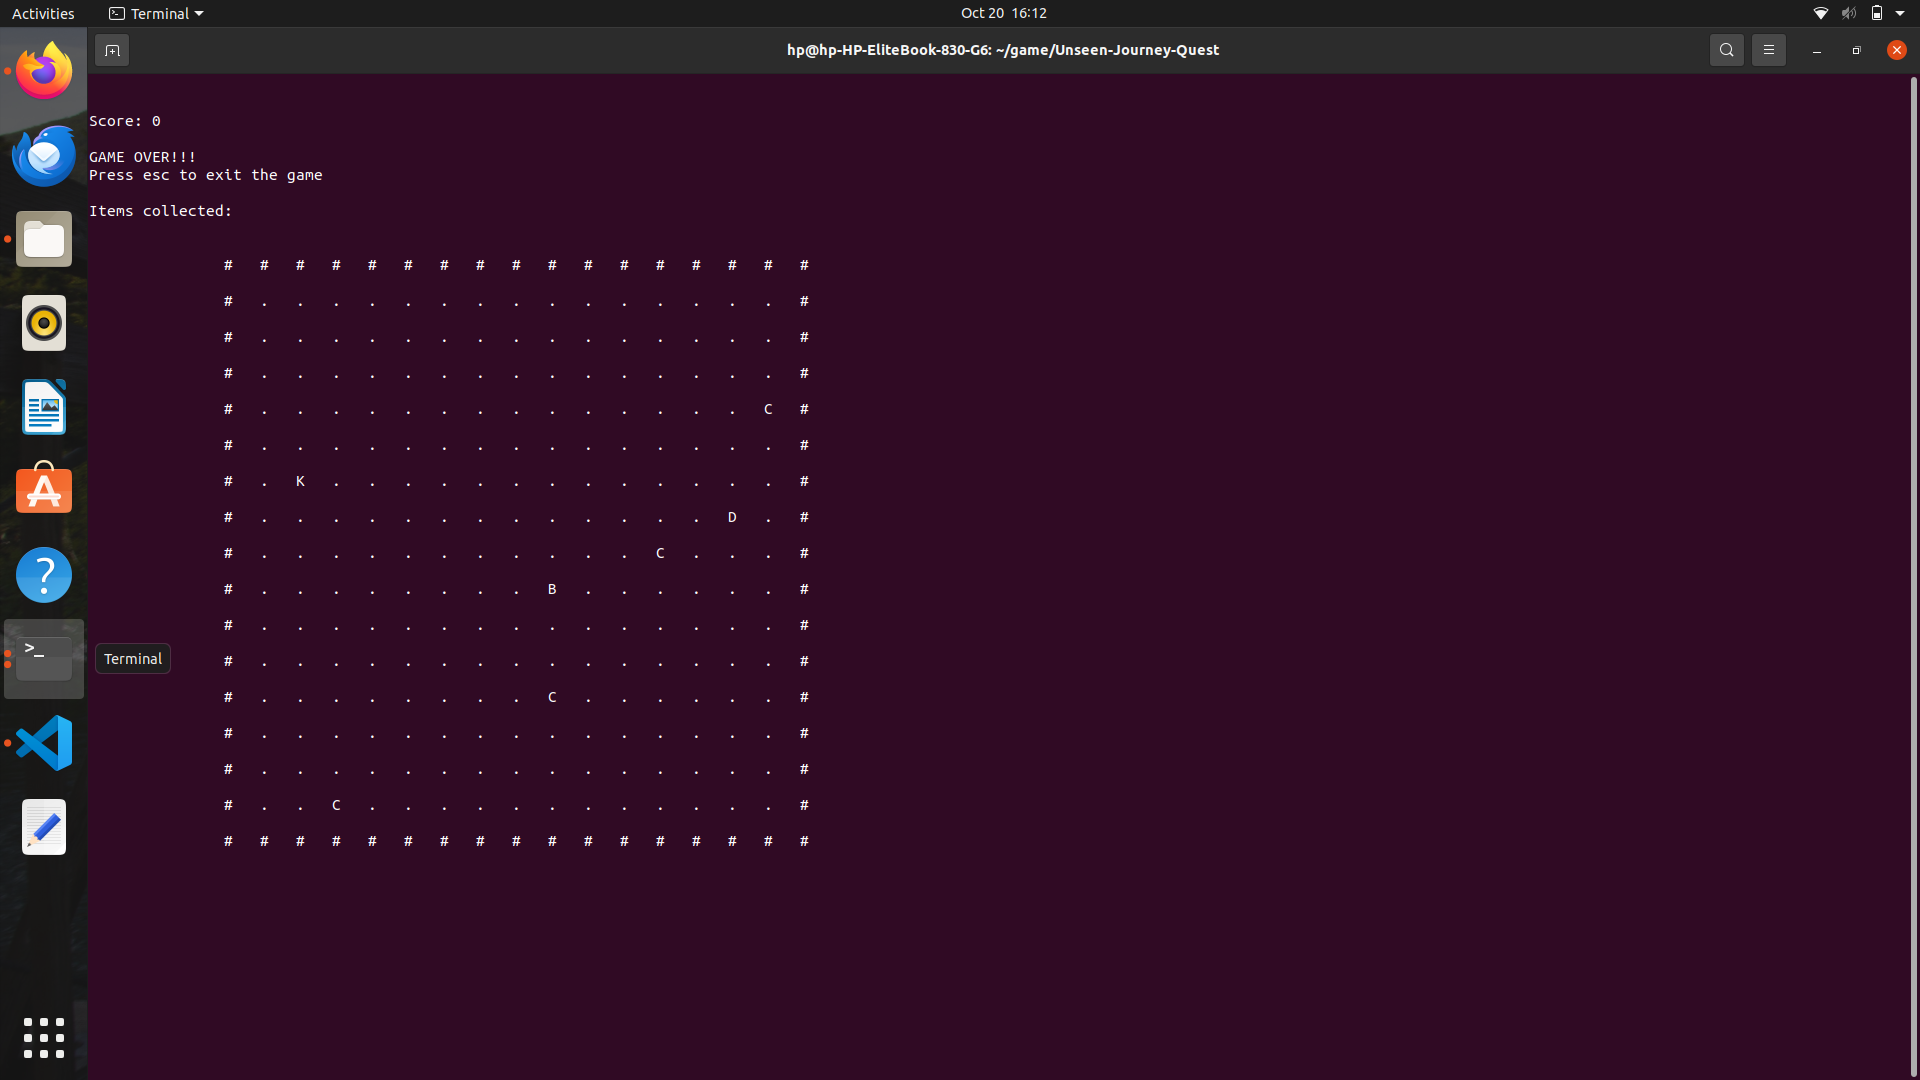 Activities Terminal Oct 20 16:12
hp@hp-HP-EliteBook-830-G6: ~/game/Unseen-Journey-Quest
Score: 0
GAME OVER!!!
Press esc to exit the game
Items collected:
# # # # # # # # # # # # # # # # #
# . . . . . . . . . . . . . . . #
# . . . . . . . . . . . . . . . #
# . . . . . . . . . . . . . . . #
# . . . . . . . . . . . . . . C #
# . . . . . . . . . . . . . . . #
# . K . . . . . . . . . . . . . #
# . . . . . . . . . . . . . D . #
# . . . . . . . . . . . C . . . #
# . . . . . . . . B . . . . . . #
# . . . . . . . . . . . . . . . #
# . . . . . . . . . . . . . . . #
# . . . . . . . . C . . . . . . #
# . . . . . . . . . . . . . . . #
# . . . . . . . . . . . . . . . #
# . . C . . . . . . . . . . . . #
# # # # # # # # # # # # # # # # #
Terminal